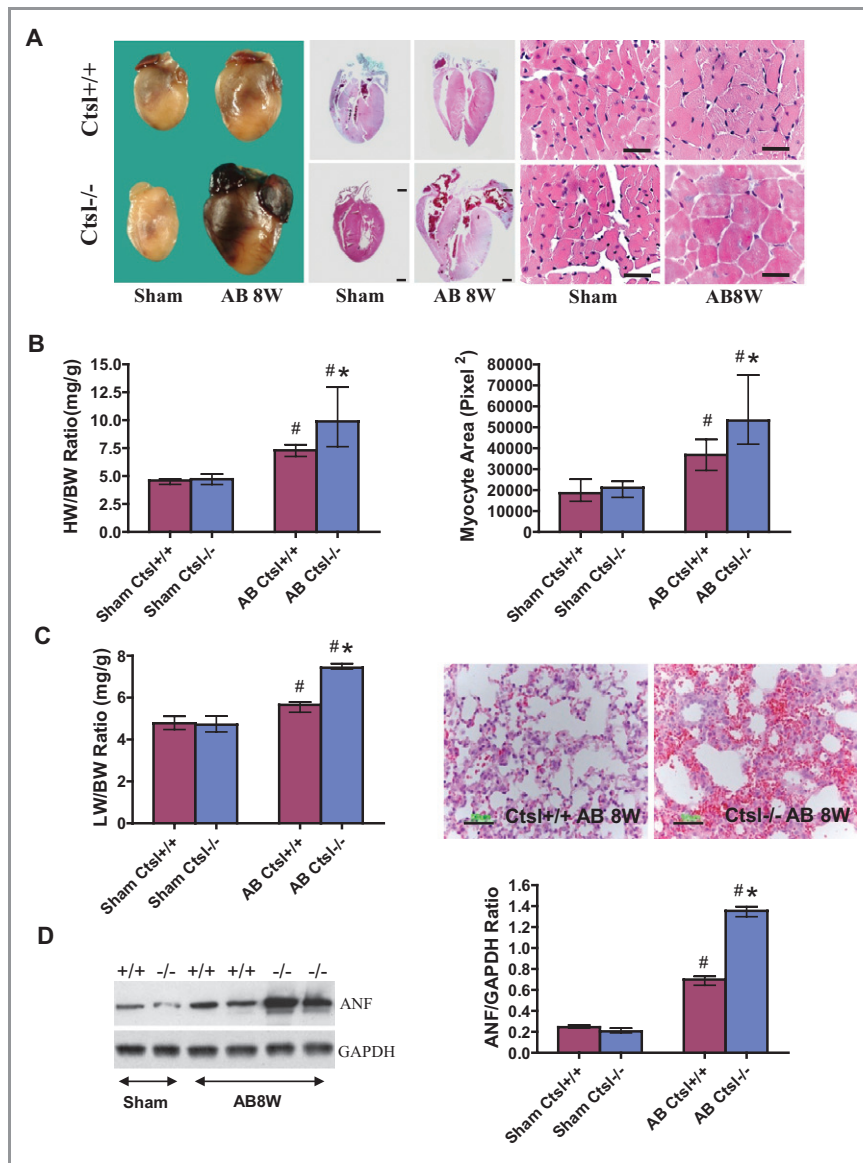 A
Ctsl+/+
Ctsl-/-
Sham
AB 8W
Sham
AB 8W
Sham
AB8W
B
HW/BW Ratio(mg/g)
15.0
12.5
10.0
7.5
5.0
2.5
0.0
#
#*
Sham Ctsl+/+
Sham Ctsl-/-
AB Ctsl+/+
AB Ctsl-/-
Myocyte Area (Pixel ²)
80000
70000
60000
50000
40000
30000
20000
10000
0
#
#*
Sham Ctsl+/+
Sham Ctsl-/-
AB Ctsl+/+
AB Ctsl-/-
C
LW/BW Ratio (mg/g)
8
6
4
2
0
#
#*
Sham Ctsl+/+
Sham Ctsl-/-
AB Ctsl+/+
AB Ctsl-/-
Ctsl+/+ AB 8W
Ctsl-/- AB 8W
D
+/+ -/- +/+ +/+ -/- -/-
ANF
GAPDH
Sham
AB8W
ANF/GAPDH Ratio
1.6
1.4
1.2
1.0
0.8
0.6
0.4
0.2
0.0
#
#*
Sham Ctsl+/+
Sham Ctsl-/-
AB Ctsl+/+
AB Ctsl-/-